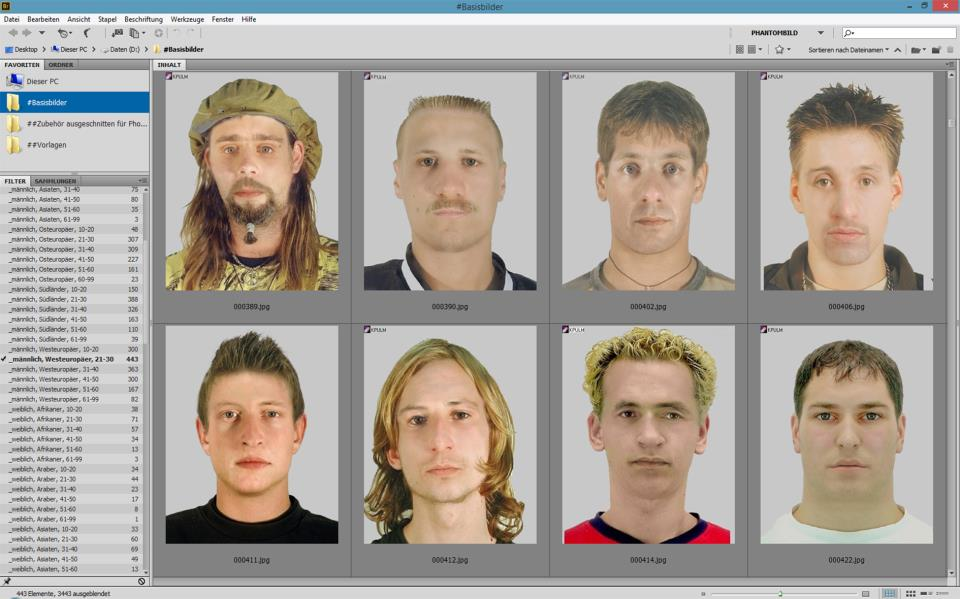 Br
#Basisbilder
Datei Bearbeiten Ansicht Stapel Beschriftung Werkzeuge Fenster Hilfe
PHANTOMBILD
Desktop Dieser PC Daten (D:) #Basisbilder
Sortieren nach Dateinamen
FAVORITEN ORDNER
Dieser PC
#Basisbilder
##Zubehör ausgeschnitten für Pho...
##Vorlagen
FILTER SAMMLUNGEN
_männlich, Asiaten, 31-40 75
_männlich, Asiaten, 41-50 80
_männlich, Asiaten, 51-60 35
_männlich, Asiaten, 61-99 3
_männlich, Osteuropäer, 10-20 48
_männlich, Osteuropäer, 21-30 307
_männlich, Osteuropäer, 31-40 309
_männlich, Osteuropäer, 41-50 227
_männlich, Osteuropäer, 51-60 161
_männlich, Osteuropäer, 60-99 23
_männlich, Südländer, 10-20 150
_männlich, Südländer, 21-30 388
_männlich, Südländer, 31-40 326
_männlich, Südländer, 41-50 163
_männlich, Südländer, 51-60 110
_männlich, Südländer, 61-99 39
_männlich, Westeuropäer, 10-20 100
_männlich, Westeuropäer, 21-30 443
_männlich, Westeuropäer, 31-40 363
_männlich, Westeuropäer, 41-50 300
_männlich, Westeuropäer, 51-60 167
_männlich, Westeuropäer, 61-99 82
_weiblich, Afrikaner, 10-20 38
_weiblich, Afrikaner, 21-30 71
_weiblich, Afrikaner, 31-40 57
_weiblich, Afrikaner, 41-50 34
_weiblich, Afrikaner, 51-60 13
_weiblich, Afrikaner, 61-99 3
_weiblich, Araber, 10-20 34
_weiblich, Araber, 21-30 44
_weiblich, Araber, 31-40 23
_weiblich, Araber, 41-50 17
_weiblich, Araber, 51-60 8
_weiblich, Araber, 61-99 1
_weiblich, Asiaten, 10-20 33
_weiblich, Asiaten, 21-30 60
_weiblich, Asiaten, 31-40 69
_weiblich, Asiaten, 41-50 49
_weiblich, Asiaten, 51-60 13
INHALT
KPULM KPULM KPULM KPULM
000389.jpg 000390.jpg 000402.jpg 000406.jpg
KPULM KPULM KPULM
000411.jpg 000412.jpg 000414.jpg 000422.jpg
443 Elemente, 3443 ausgeblendet